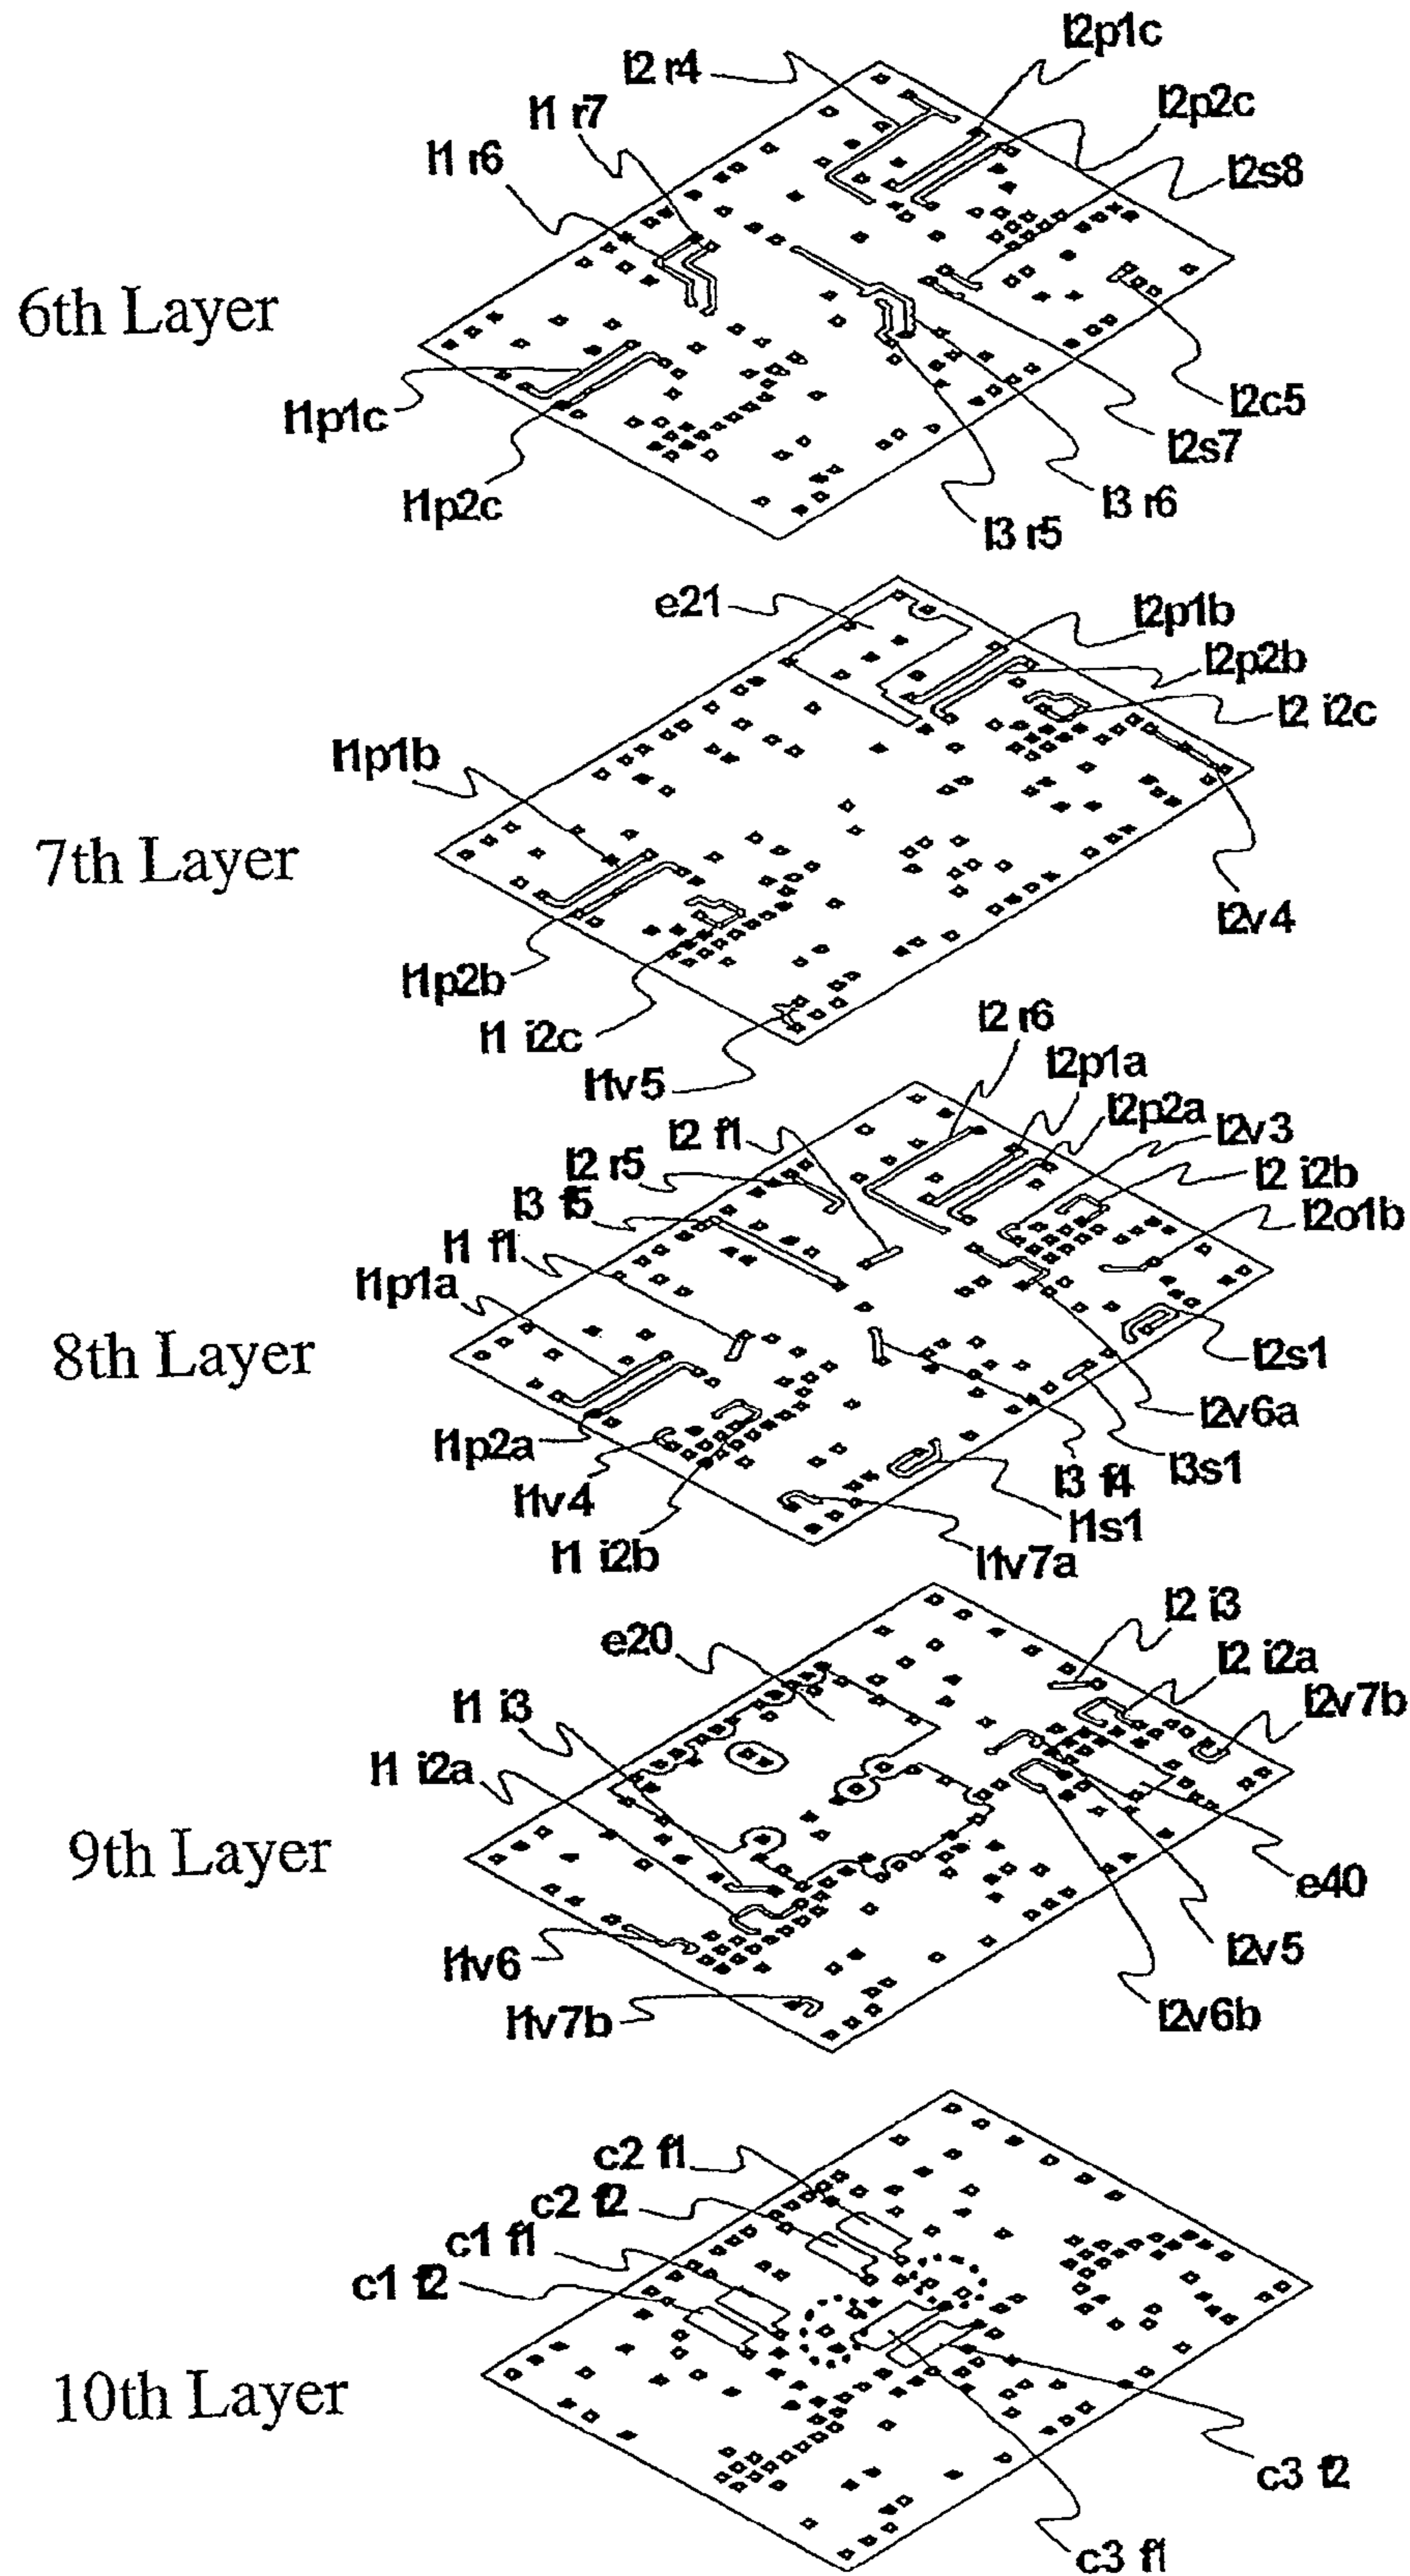 l2p1c
l2 r4
l2p2c
l1 r7
l1 r6
l2s8
6th Layer
l1p1c
l2c5
l2s7
l1p2c
l3 r6
l3 r5
e21
l2p1b
l2p2b
l2 i2c
l1p1b
7th Layer
l2v4
l1p2b
l1 i2c
l1v5
l2 r6
l2p1a
l2p2a
l2 f1
l2v3
l2 r5
l2 i2b
l3 f5
l2o1b
l1 f1
l1p1a
8th Layer
l2s1
l2v6a
l1p2a
l3s1
l3 f4
l1v4
l1s1
l1 i2b
l1v7a
l2 i3
e20
l2 i2a
l1 i3
l2v7b
l1 i2a
9th Layer
e40
l2v5
l1v6
l2v6b
l1v7b
c2 f1
c2 f2
c1 f1
c1 f2
10th Layer
c3 f2
c3 f1